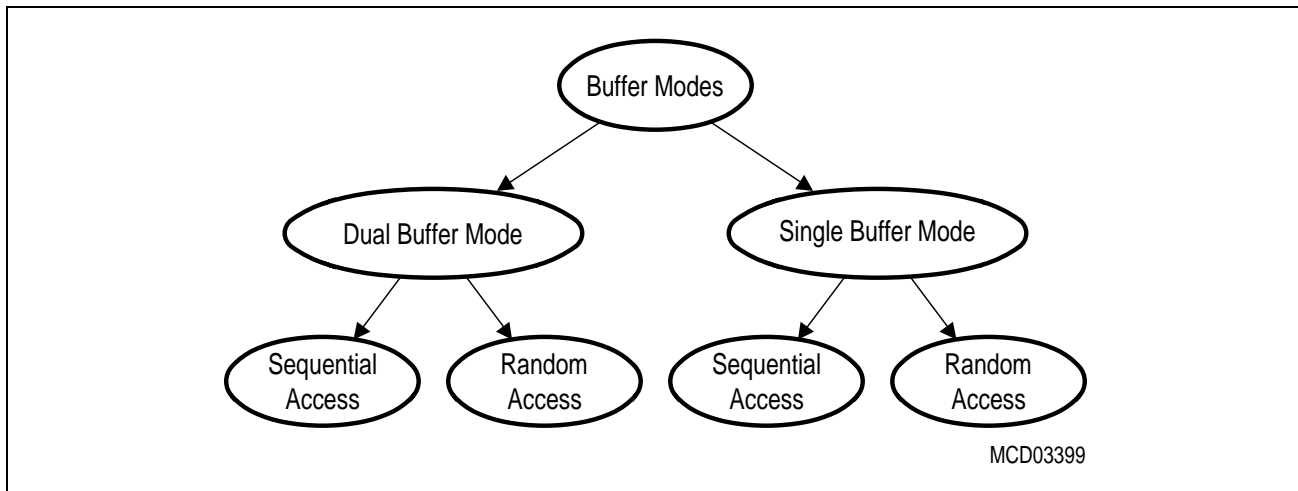 Buffer Modes
Dual Buffer Mode
Single Buffer Mode
Sequential
Access
Random
Access
Sequential
Access
Random
Access
MCD03399